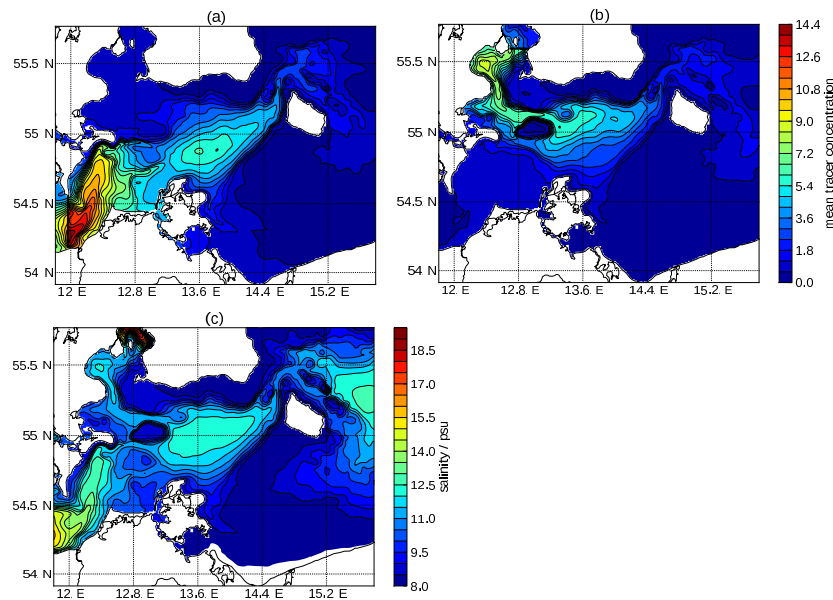 (a)
55.5 N
55 N
54.5 N
54 N
12 E 12.8 E 13.6 E 14.4 E 15.2 E
(b)
55.5 N
55 N
54.5 N
54 N
12 E 12.8 E 13.6 E 14.4 E 15.2 E
14.4
12.6
10.8
9.0
7.2
5.4
3.6
1.8
0.0
mean tracer concentration
(c)
55.5 N
55 N
54.5 N
54 N
12 E 12.8 E 13.6 E 14.4 E 15.2 E
18.5
17.0
15.5
14.0
12.5
11.0
9.5
8.0
salinity / psu